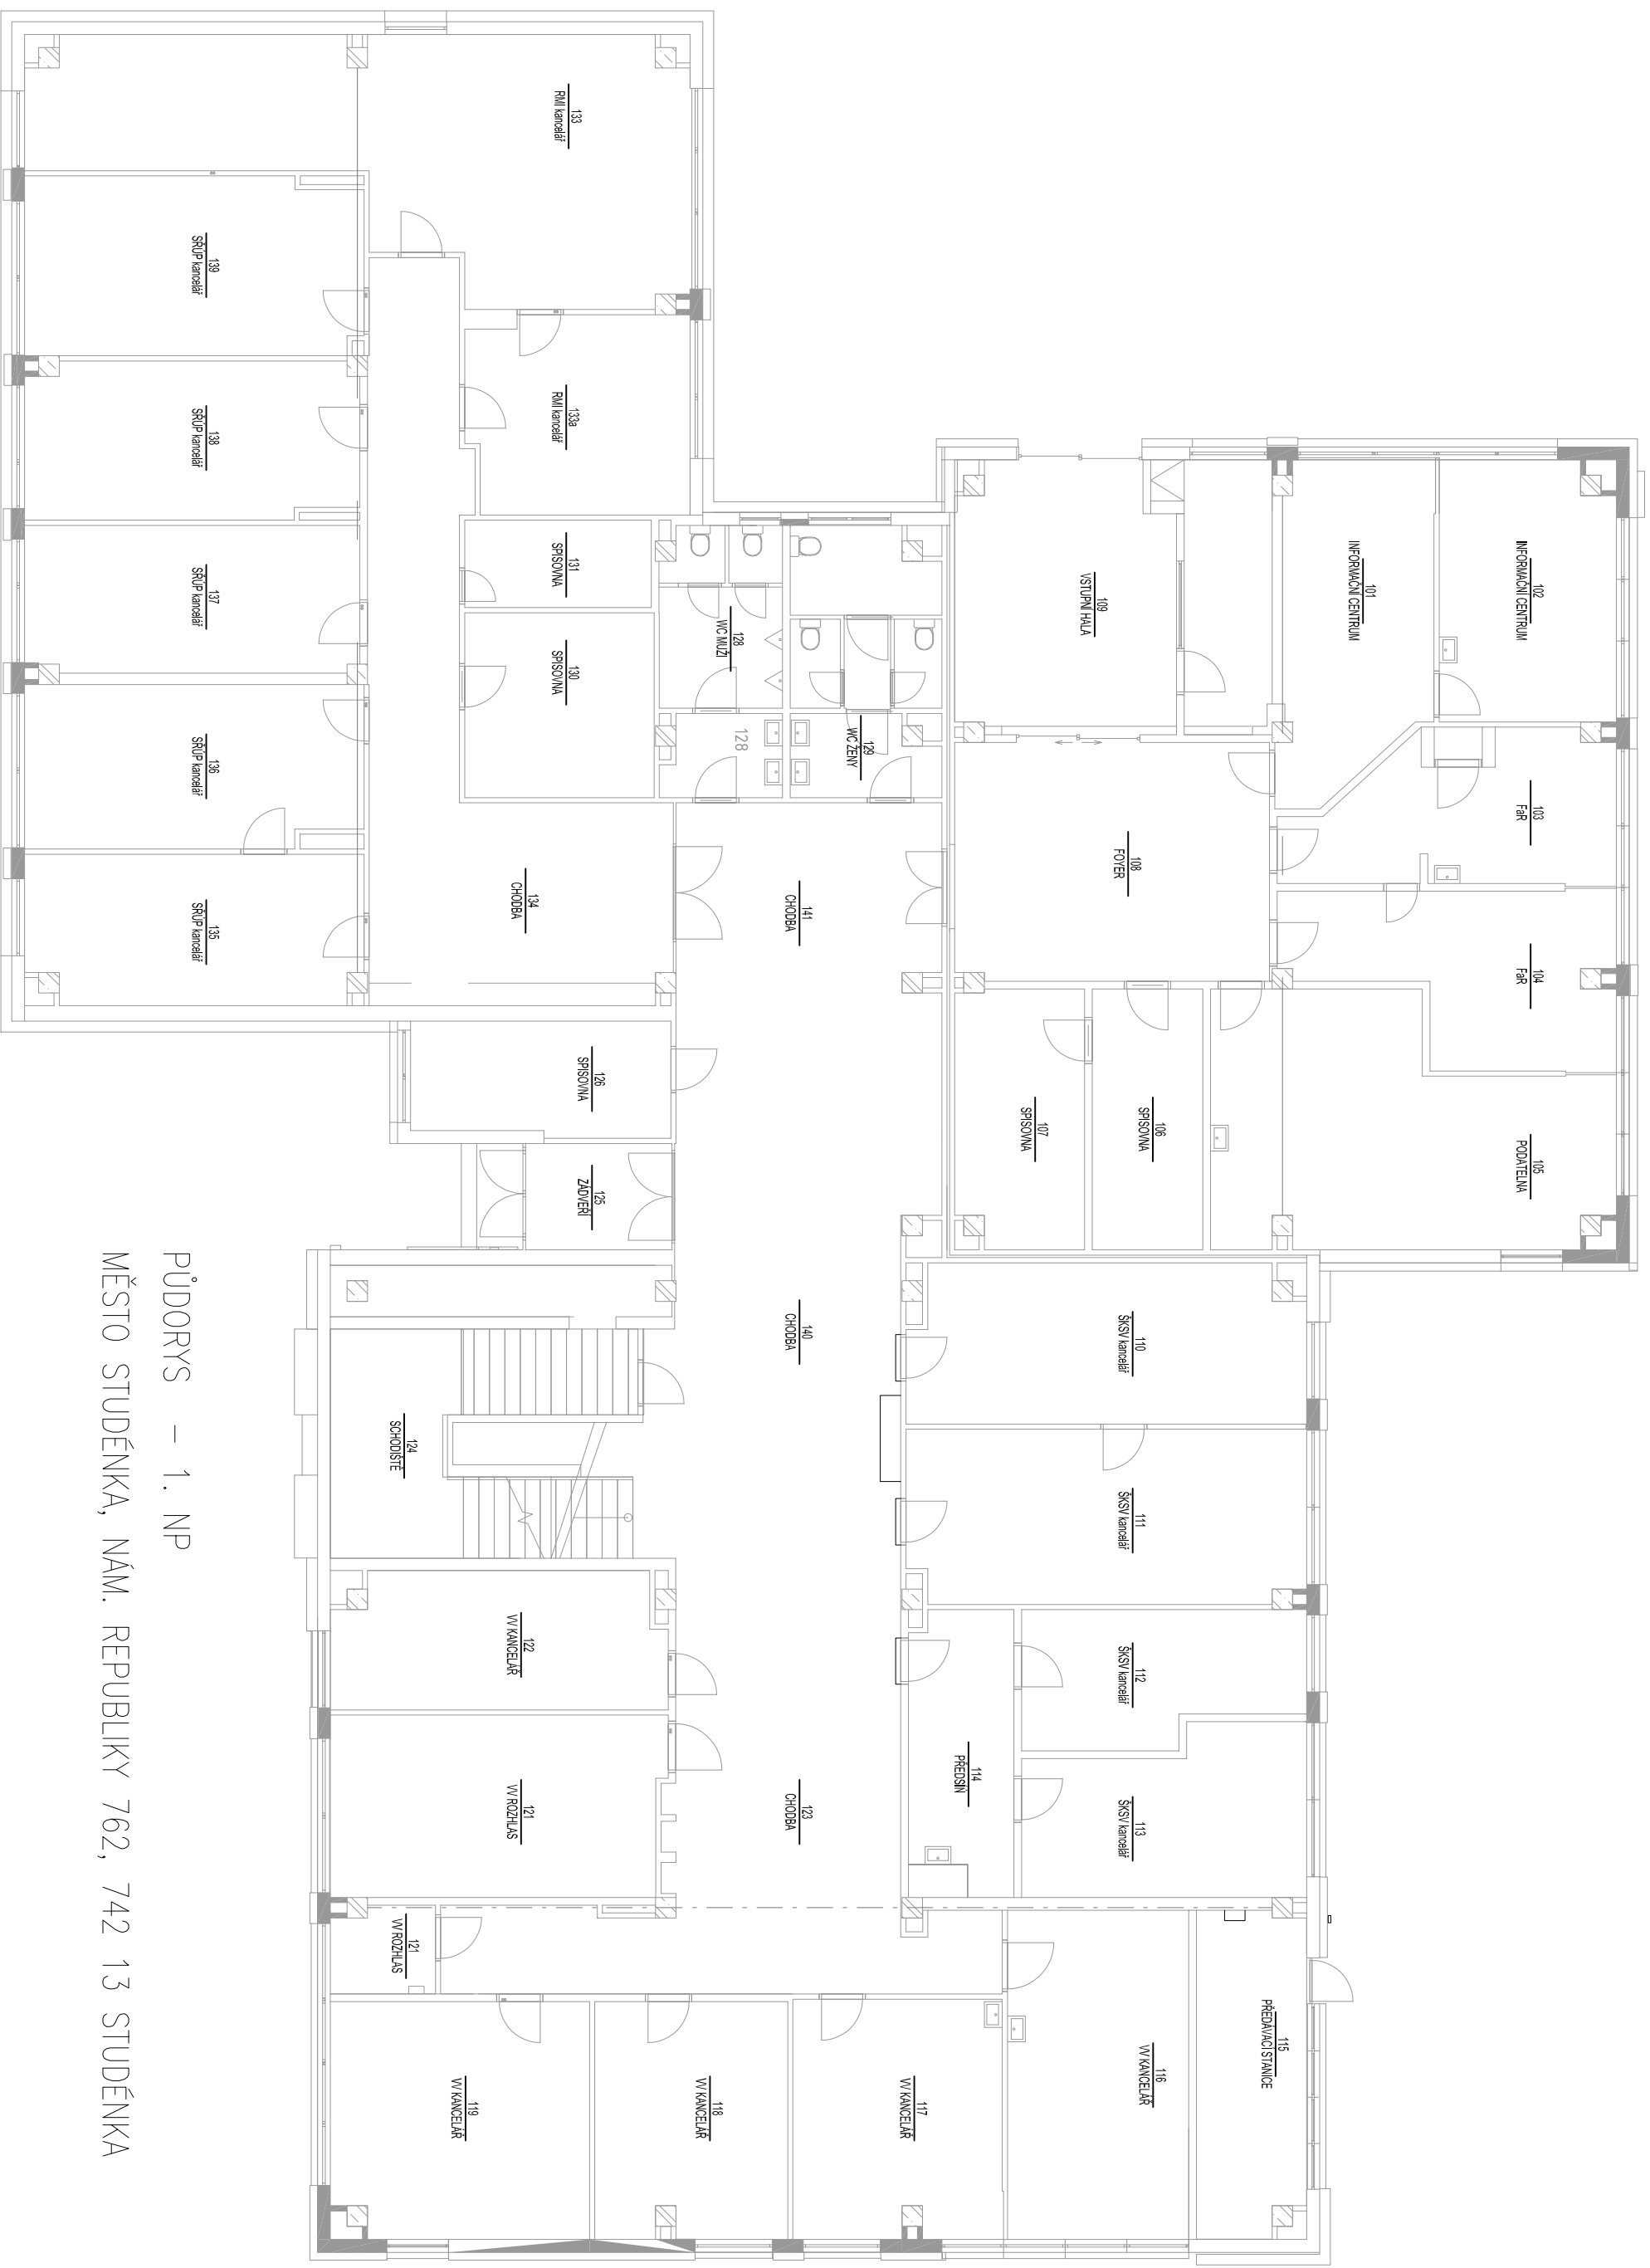 133
RMI kancelář
139
SŘÚP kancelář
138
SŘÚP kancelář
137
SŘÚP kancelář
136
SŘÚP kancelář
135
SŘÚP kancelář
133a
RMI kancelář
131
SPISOVNA
130
SPISOVNA
128
WC MUŽI
128
129
WC ŽENY
134
CHODBA
141
CHODBA
109
VSTUPNÍ HALA
101
INFORMAČNÍ CENTRUM
102
INFORMAČNÍ CENTRUM
103
FaR
104
FaR
108
FOYER
107
SPISOVNA
106
SPISOVNA
105
PODATELNA
126
SPISOVNA
125
ZÁDVEŘÍ
140
CHODBA
124
SCHODIŠTĚ
110
ŠKSV kancelář
111
ŠKSV kancelář
112
ŠKSV kancelář
113
ŠKSV kancelář
114
PŘEDSÍŇ
122
VV KANCELÁŘ
121
VV ROZHLAS
123
CHODBA
121
VV ROZHLAS
119
VV KANCELÁŘ
118
VV KANCELÁŘ
117
VV KANCELÁŘ
116
VV KANCELÁŘ
115
PŘEDÁVACÍ STANICE
PŮDORYS – 1. NP
MĚSTO STUDÉNKA, NÁM. REPUBLIKY 762, 742 13 STUDÉNKA